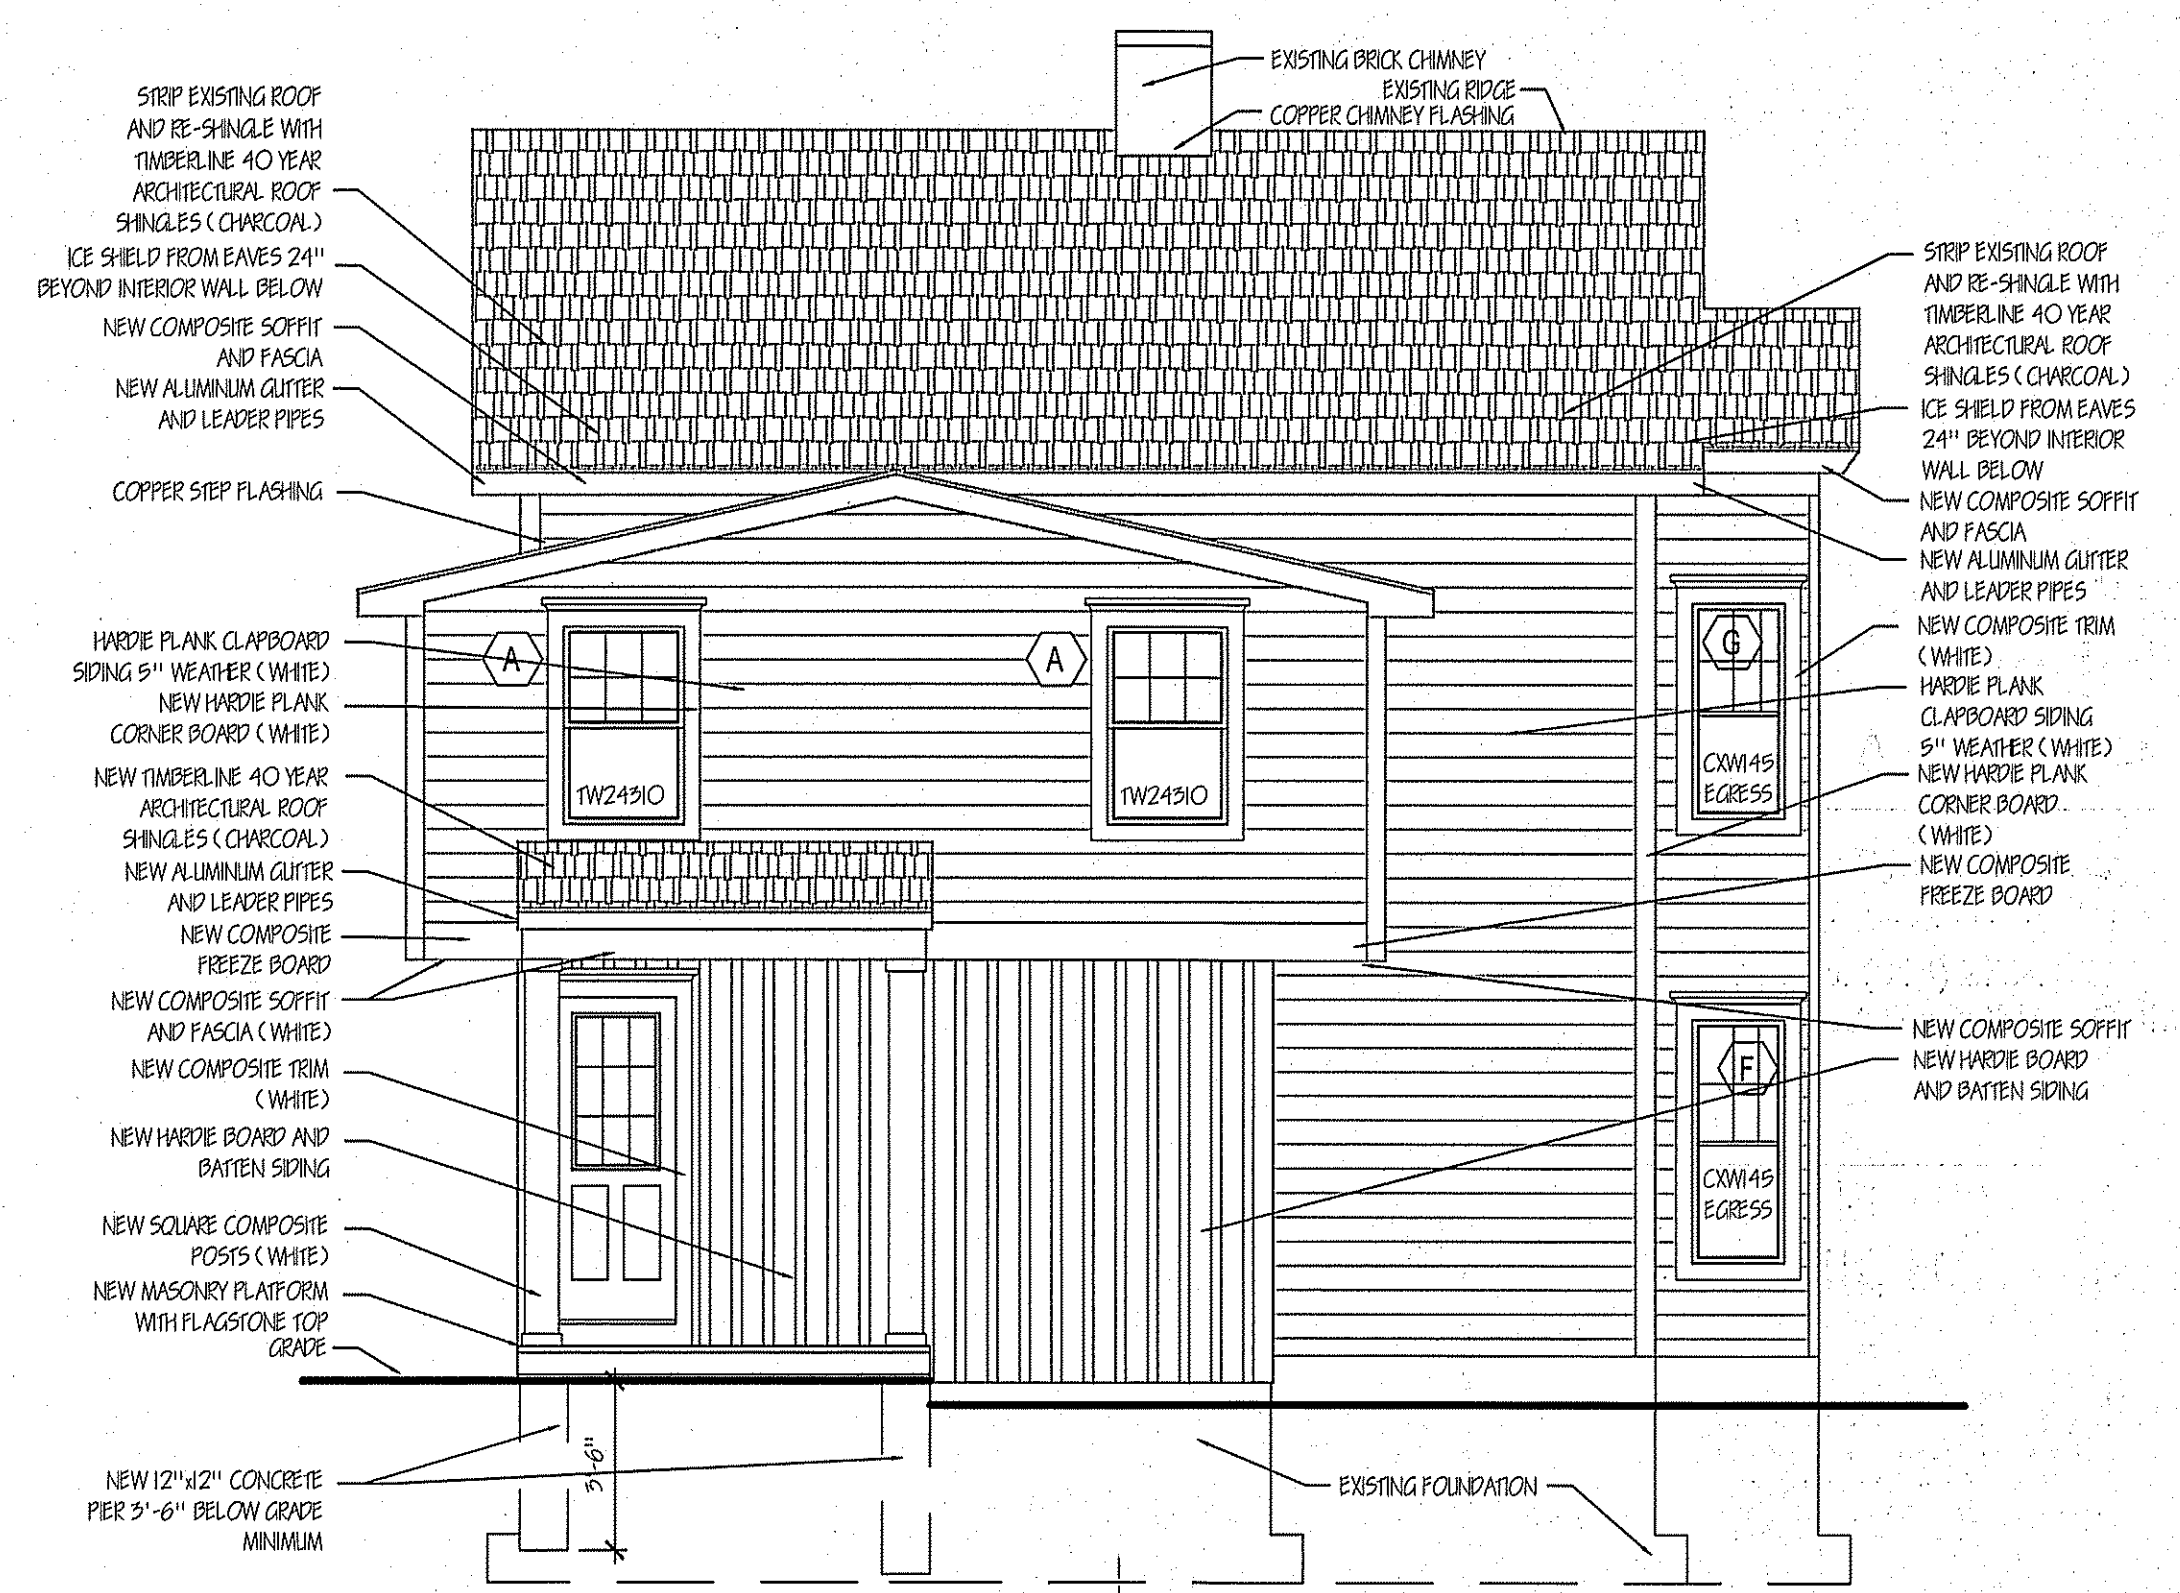 EXISTING BRICK CHIMNEY
EXISTING RIDGE
COPPER CHIMNEY FLASHING
STRIP EXISTING ROOF
AND RE-SHINGLE WITH
TIMBERLINE 40 YEAR
ARCHITECTURAL ROOF
SHINGLES (CHARCOAL)
ICE SHIELD FROM EAVES 24"
BEYOND INTERIOR WALL BELOW
NEW COMPOSITE SOFFIT
AND FASCIA
NEW ALUMINUM GUTTER
AND LEADER PIPES
COPPER STEP FLASHING
HARDIE PLANK CLAPBOARD
SIDING 5" WEATHER (WHITE)
NEW HARDIE PLANK
CORNER BOARD (WHITE)
NEW TIMBERLINE 40 YEAR
ARCHITECTURAL ROOF
SHINGLES (CHARCOAL)
NEW ALUMINUM GUTTER
AND LEADER PIPES
NEW COMPOSITE
FREEZE BOARD
NEW COMPOSITE SOFFIT
AND FASCIA (WHITE)
NEW COMPOSITE TRIM
(WHITE)
NEW HARDIE BOARD AND
BATTEN SIDING
NEW SQUARE COMPOSITE
POSTS (WHITE)
NEW MASONRY PLATFORM
WITH FLAGSTONE TOP
GRADE
NEW 12"x12" CONCRETE
PIER 3'-6" BELOW GRADE
MINIMUM
3'-6"
A
TW24310
A
TW24310
G
CXW145
EGRESS
F
CXW145
EGRESS
STRIP EXISTING ROOF
AND RE-SHINGLE WITH
TIMBERLINE 40 YEAR
ARCHITECTURAL ROOF
SHINGLES (CHARCOAL)
ICE SHIELD FROM EAVES
24" BEYOND INTERIOR
WALL BELOW
NEW COMPOSITE SOFFIT
AND FASCIA
NEW ALUMINUM GUTTER
AND LEADER PIPES
NEW COMPOSITE TRIM
(WHITE)
HARDIE PLANK
CLAPBOARD SIDING
5" WEATHER (WHITE)
NEW HARDIE PLANK
CORNER BOARD
(WHITE)
NEW COMPOSITE
FREEZE BOARD
NEW COMPOSITE SOFFIT
NEW HARDIE BOARD
AND BATTEN SIDING
EXISTING FOUNDATION